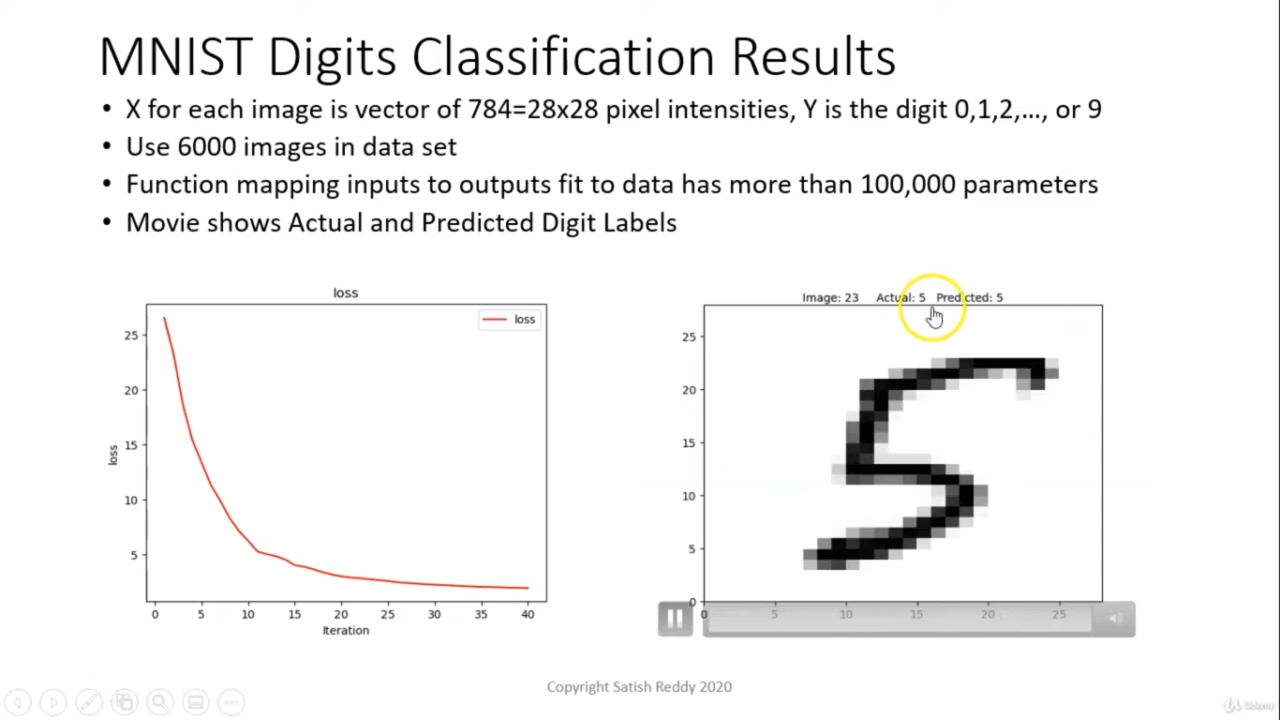 MNIST Digits Classification Results
• X for each image is vector of 784=28x28 pixel intensities, Y is the digit 0,1,2,…, or 9
• Use 6000 images in data set
• Function mapping inputs to outputs fit to data has more than 100,000 parameters
• Movie shows Actual and Predicted Digit Labels
loss
loss
25
20
15
10
5
loss
0 5 10 15 20 25 30 35 40
Iteration
Image: 23 Actual: 5 Predicted: 5
25
20
15
10
5
0
5
0 5 10 15 20 25
Copyright Satish Reddy 2020
Udemy